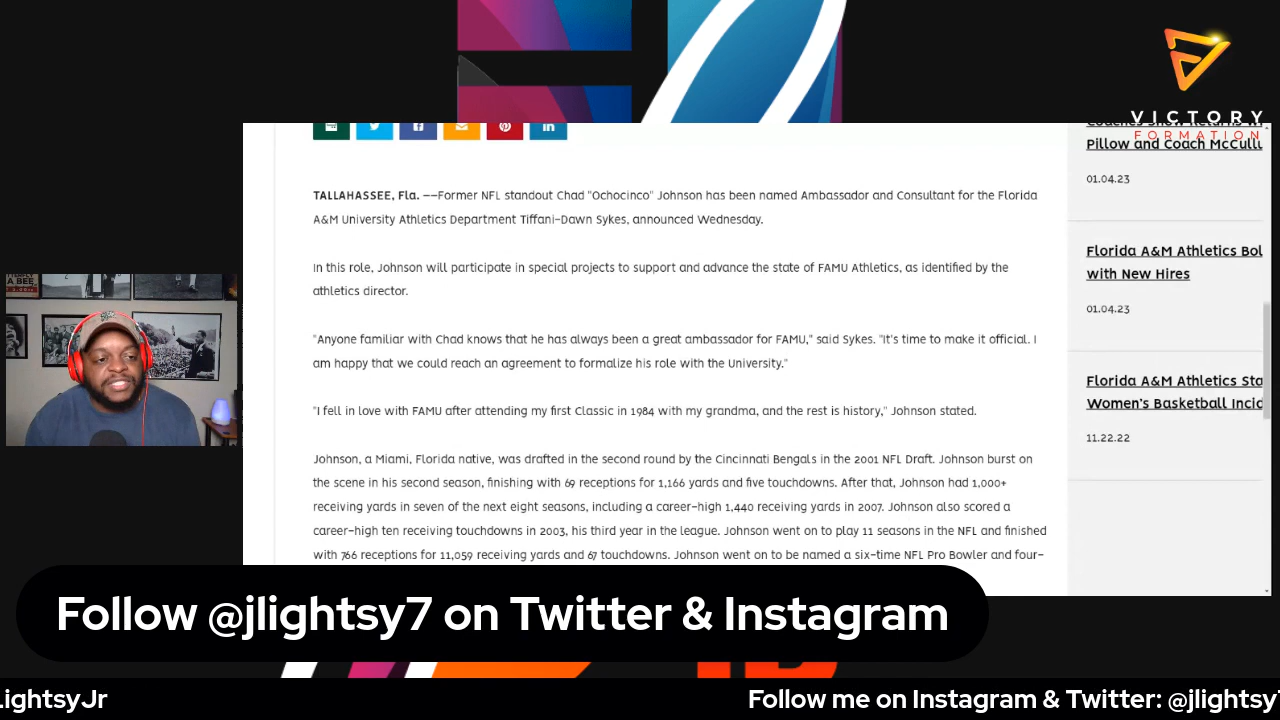 VICTORY
FORMATION
Pillow and Coach McCullu
01.04.23
TALLAHASSEE, Fla. ––Former NFL standout Chad "Ochocinco" Johnson has been named Ambassador and Consultant for the Florida
A&M University Athletics Department Tiffani-Dawn Sykes, announced Wednesday.
In this role, Johnson will participate in special projects to support and advance the state of FAMU Athletics, as identified by the
athletics director.
"Anyone familiar with Chad knows that he has always been a great ambassador for FAMU," said Sykes. "It's time to make it official. I
am happy that we could reach an agreement to formalize his role with the University."
"I fell in love with FAMU after attending my first Classic in 1984 with my grandma, and the rest is history," Johnson stated.
Johnson, a Miami, Florida native, was drafted in the second round by the Cincinnati Bengals in the 2001 NFL Draft. Johnson burst on
the scene in his second season, finishing with 69 receptions for 1,166 yards and five touchdowns. After that, Johnson had 1,000+
receiving yards in seven of the next eight seasons, including a career-high 1,440 receiving yards in 2007. Johnson also scored a
career-high ten receiving touchdowns in 2003, his third year in the league. Johnson went on to play 11 seasons in the NFL and finished
with 766 receptions for 11,059 receiving yards and 67 touchdowns. Johnson went on to be named a six-time NFL Pro Bowler and four-
Florida A&M Athletics Bol
with New Hires
01.04.23
Florida A&M Athletics Sta
Women's Basketball Incid
11.22.22
Follow @jlightsy7 on Twitter & Instagram
.ightsyJr
Follow me on Instagram & Twitter: @jlightsy7